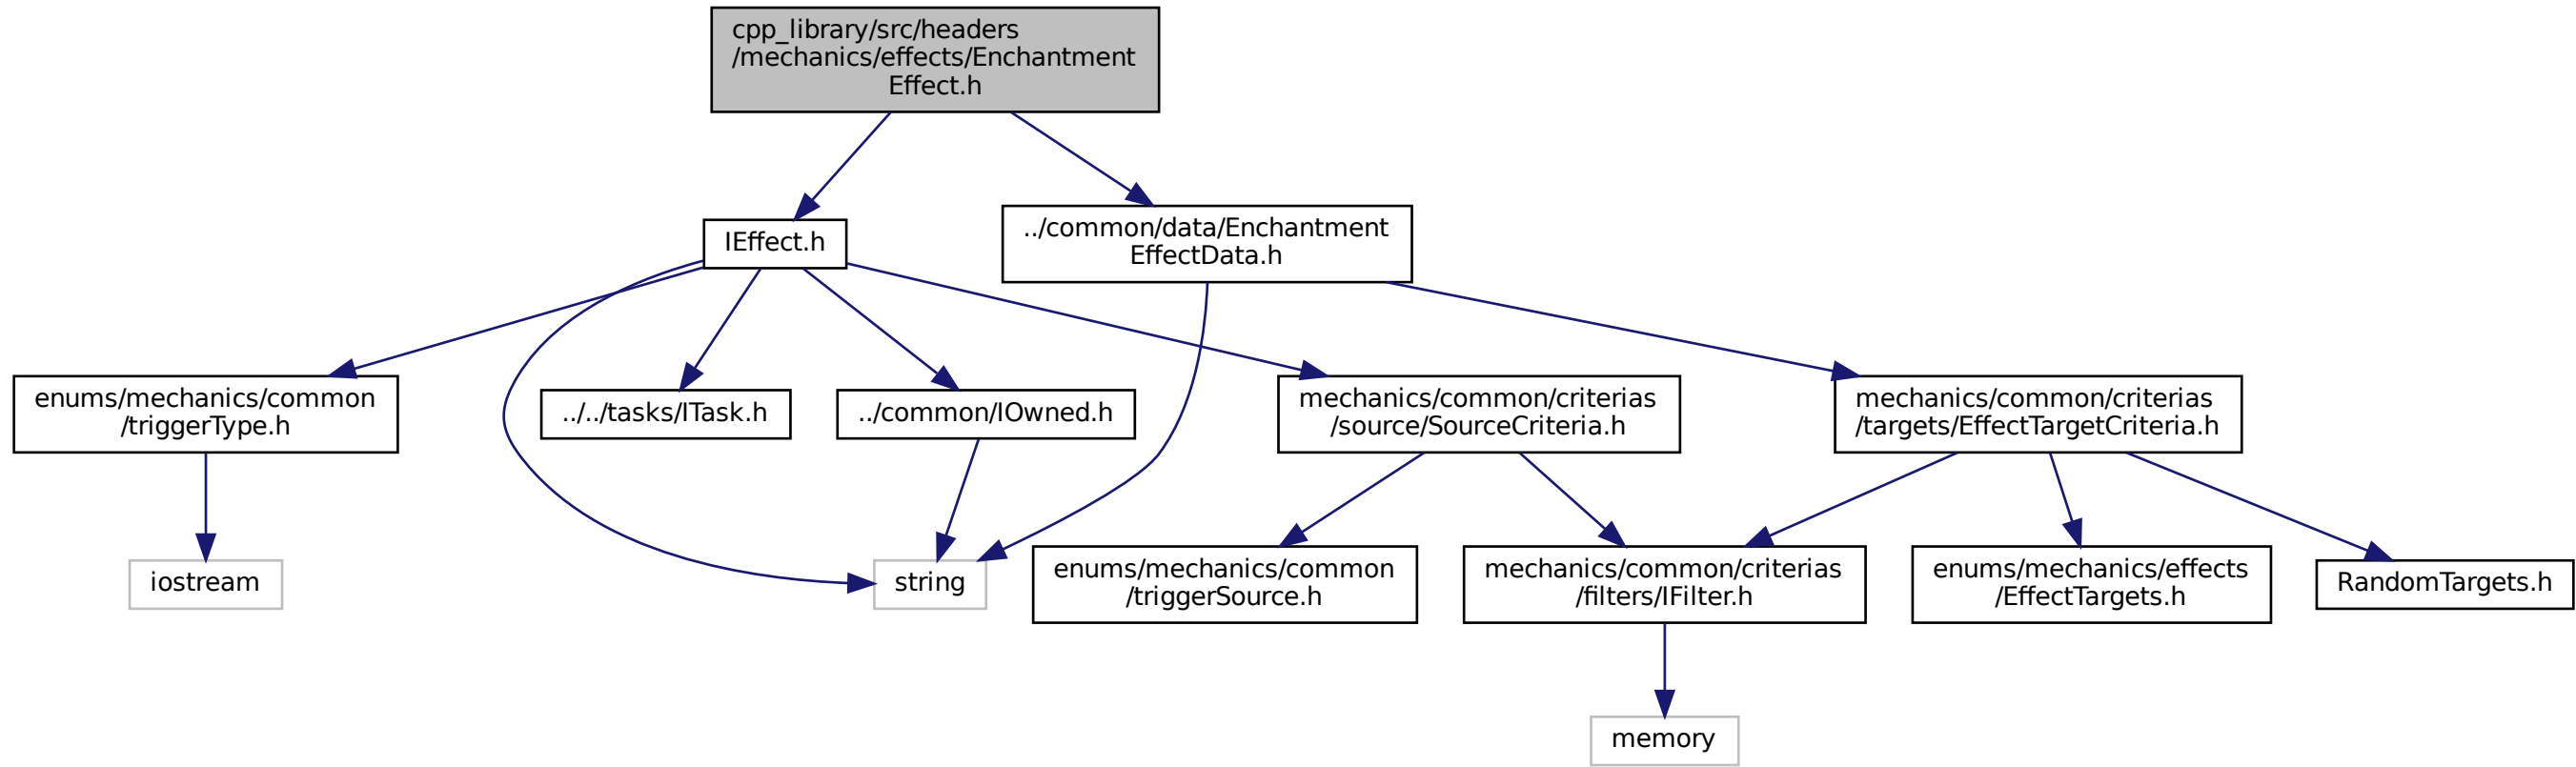 cpp_library/src/headers
/mechanics/effects/Enchantment
Effect.h
IEffect.h
../common/data/Enchantment
EffectData.h
enums/mechanics/common
/triggerType.h
../../tasks/ITask.h
../common/IOwned.h
mechanics/common/criterias
/source/SourceCriteria.h
mechanics/common/criterias
/targets/EffectTargetCriteria.h
iostream
string
enums/mechanics/common
/triggerSource.h
mechanics/common/criterias
/filters/IFilter.h
enums/mechanics/effects
/EffectTargets.h
RandomTargets.h
memory